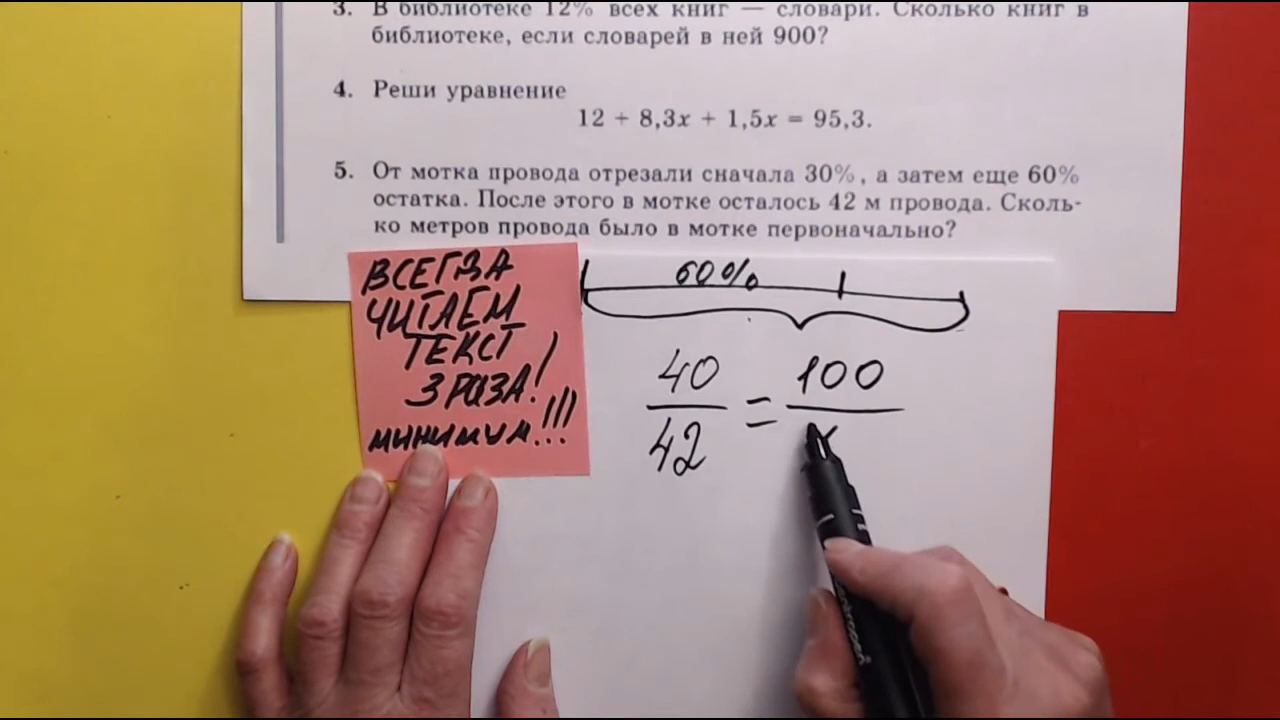 3. В библиотеке 12% всех книг — словари. Сколько книг в
библиотеке, если словарей в ней 900?
4. Реши уравнение
12 + 8,3x + 1,5x = 95,3.
5. От мотка провода отрезали сначала 30%, а затем еще 60%
остатка. После этого в мотке осталось 42 м провода. Сколь-
ко метров провода было в мотке первоначально?
ВСЕГДА
ЧИТАЕМ
ТЕКСТ
3 РАЗА!
МИНИМУМ...!!!
60%
40 = 100
42 x